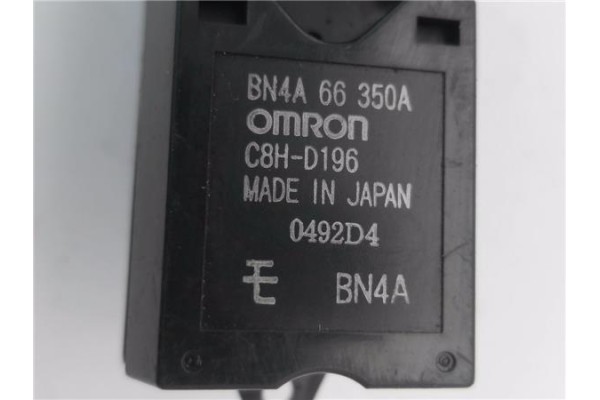 BN4A 66 350A
OMRON
C8H-D196
MADE IN JAPAN
0492D4
BN4A